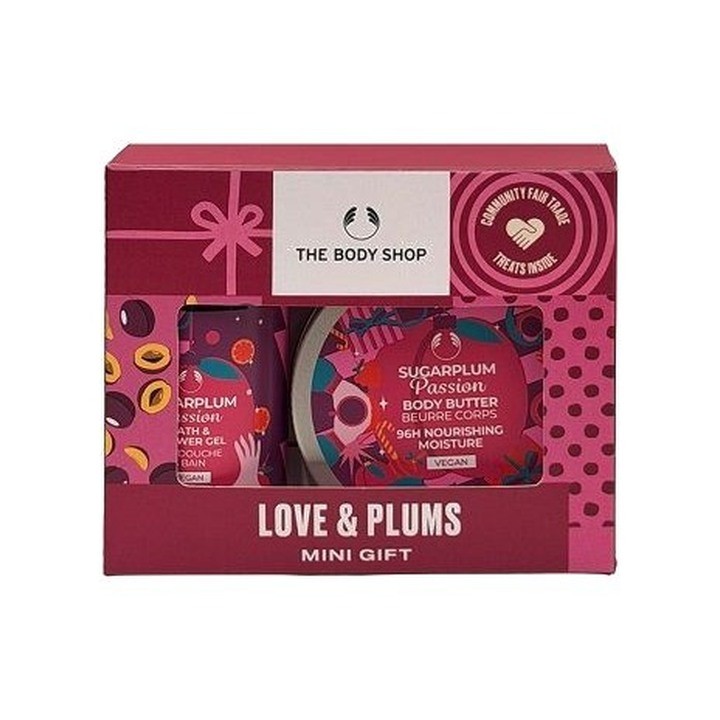 THE BODY SHOP
COMMUNITY FAIR TRADE
TREATS INSIDE
ARPLUM
assion
ATH &
WER GEL
DOUCHE
BAIN
EGAN
SUGARPLUM
Passion
BODY BUTTER
BEURRE CORPS
96H NOURISHING
MOISTURE
VEGAN
LOVE & PLUMS
MINI GIFT